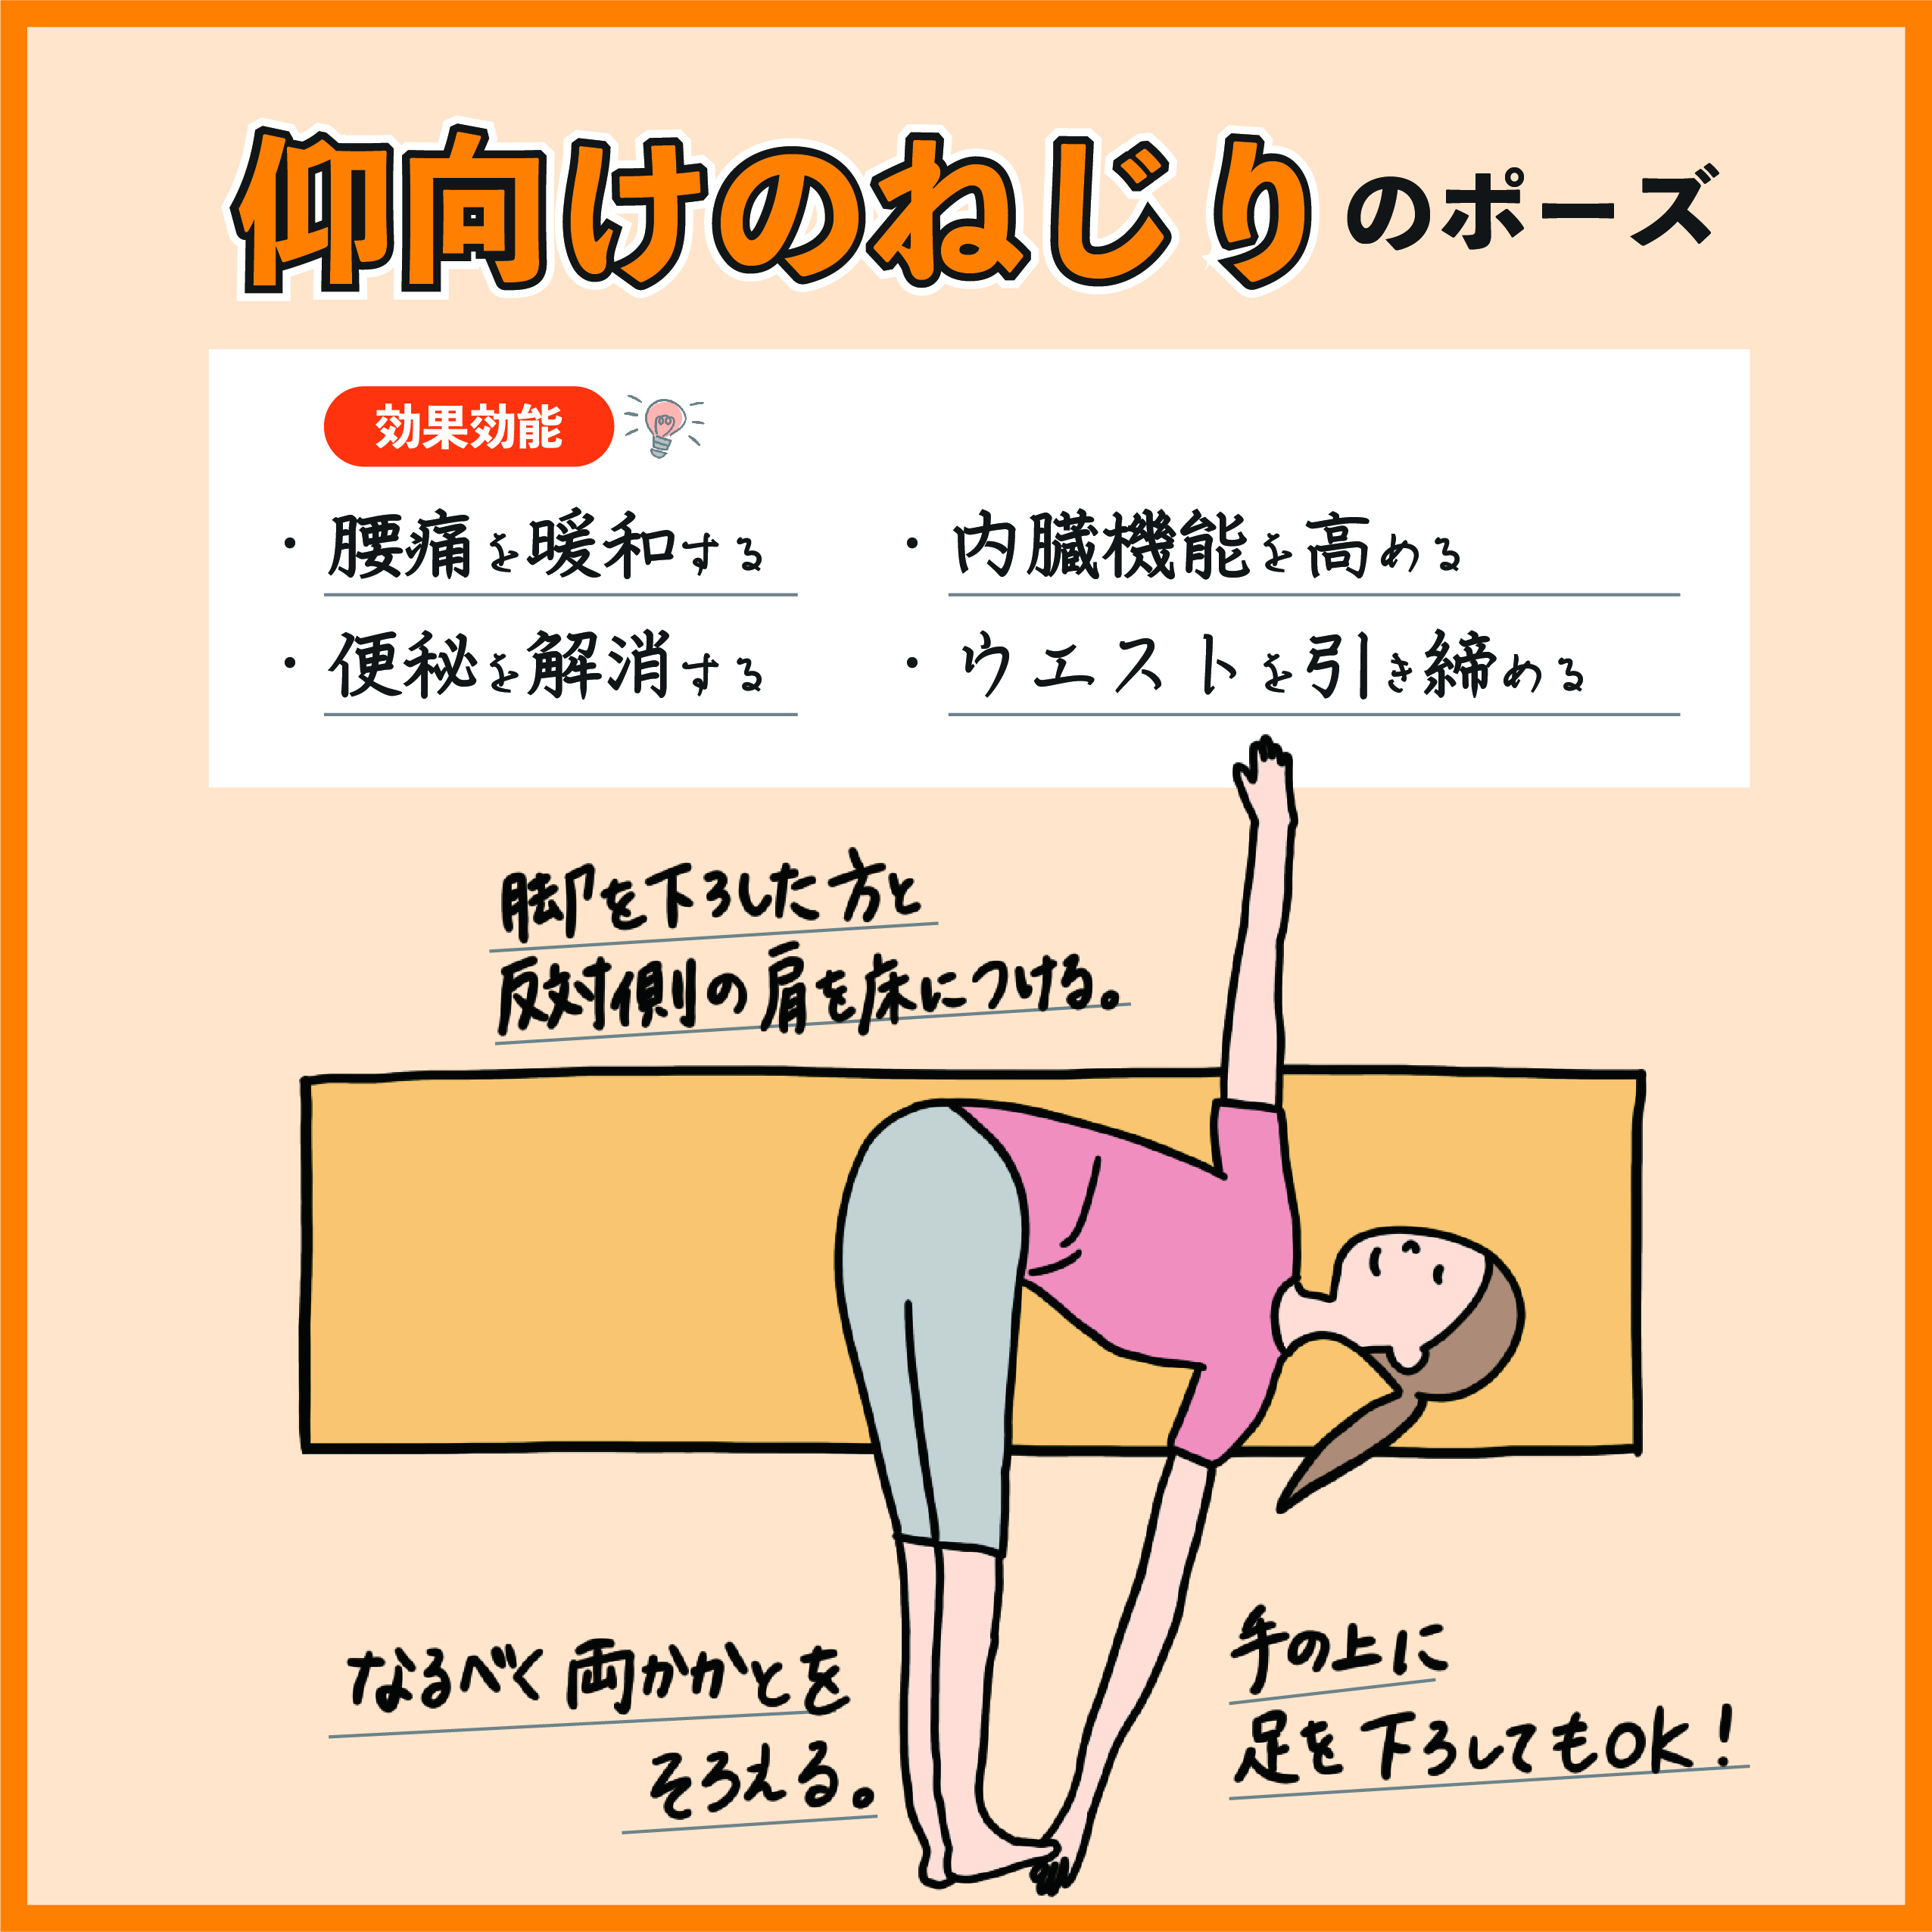 仰向けのねじりのポーズ
効果効能
・腰痛を暖和する
・内臓機能を高める
・便秘を解消する
・ウエストを引き締める
脚を下ろした方と
反対側の肩を床につける。
なるべく両かかとを
そろえる。
手の上に
足を下ろしてもOK!